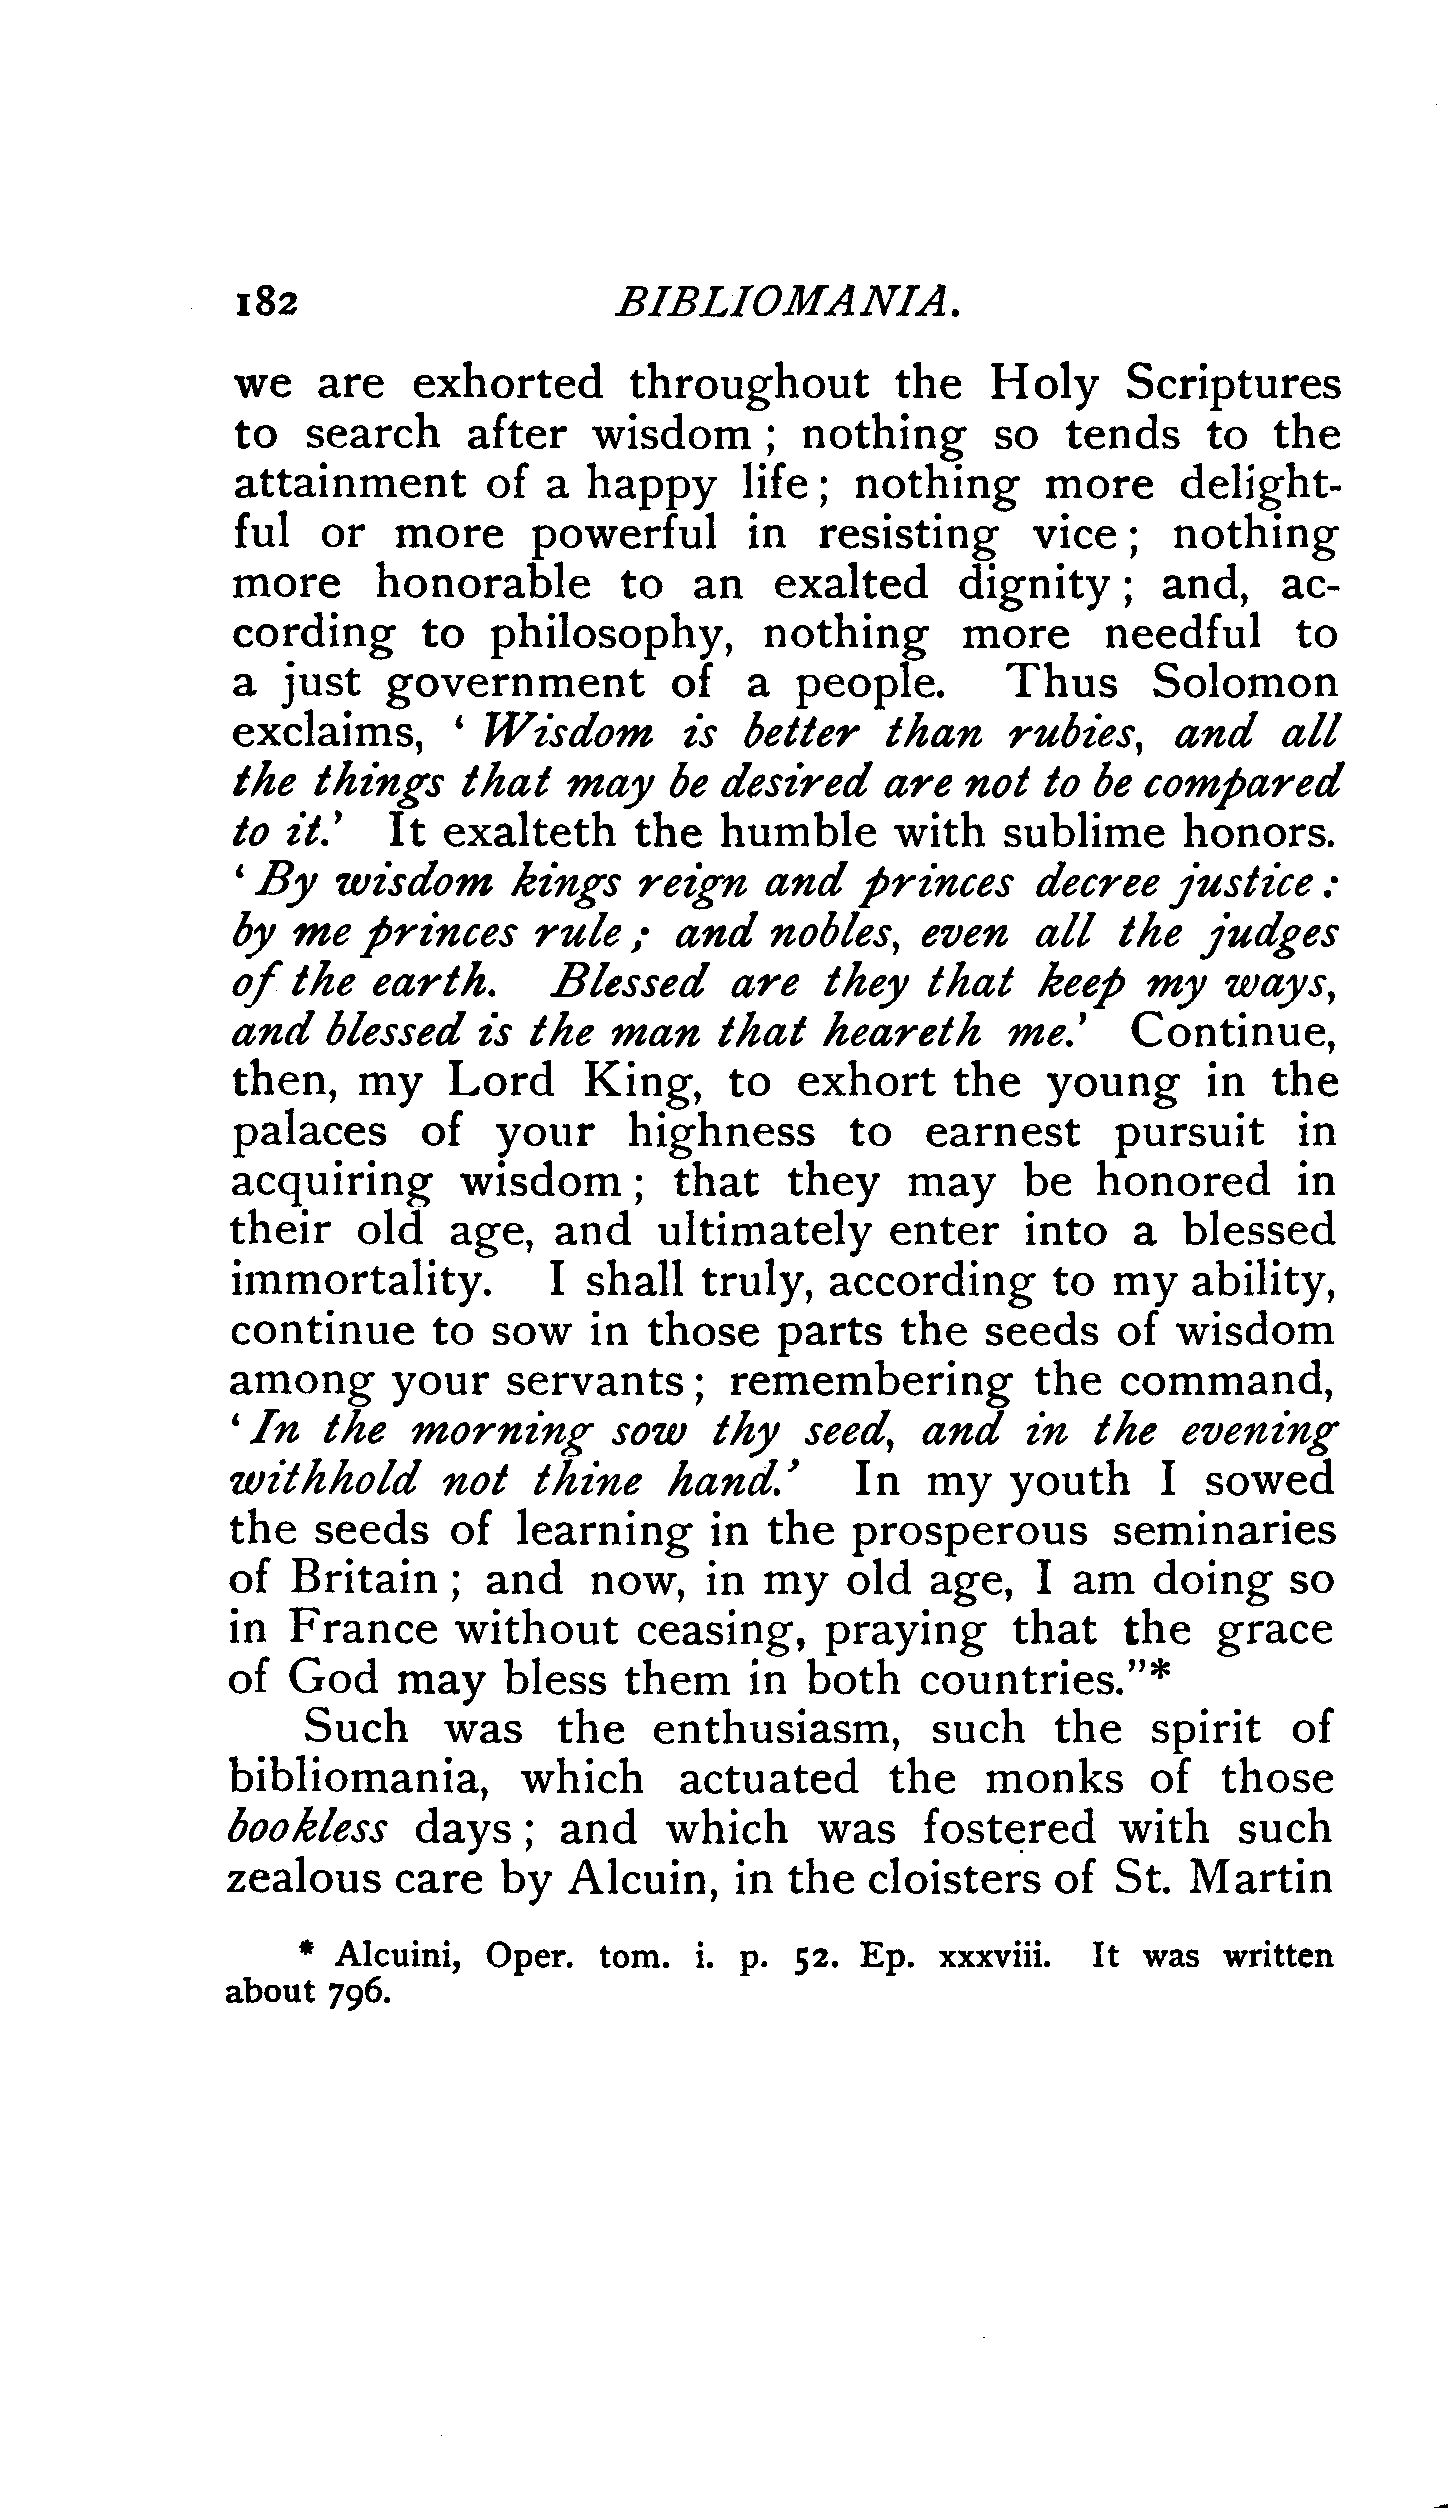 182 BIBLIOMANIA.
we are exhorted throughout the Holy Scriptures
to search after wisdom ; nothing so tends to the
attainment of a happy life ; nothing more delight-
ful or more powerful in resisting vice ; nothing
more honorable to an exalted dignity ; and, ac-
cording to philosophy, nothing more needful to
a just government of a people. Thus Solomon
exclaims, ‘ Wisdom is better than rubies, and all
the things that may be desired are not to be compared
to it.’ It exalteth the humble with sublime honors.
‘ By wisdom kings reign and princes decree justice :
by me princes rule ; and nobles, even all the judges
of the earth. Blessed are they that keep my ways,
and blessed is the man that heareth me.’ Continue,
then, my Lord King, to exhort the young in the
palaces of your highness to earnest pursuit in
acquiring wisdom ; that they may be honored in
their old age, and ultimately enter into a blessed
immortality. I shall truly, according to my ability,
continue to sow in those parts the seeds of wisdom
among your servants ; remembering the command,
‘ In the morning sow thy seed, and in the evening
withhold not thine hand.’ In my youth I sowed
the seeds of learning in the prosperous seminaries
of Britain ; and now, in my old age, I am doing so
in France without ceasing, praying that the grace
of God may bless them in both countries.”*
Such was the enthusiasm, such the spirit of
bibliomania, which actuated the monks of those
bookless days ; and which was fostered with such
zealous care by Alcuin, in the cloisters of St. Martin
* Alcuini, Oper. tom. i. p. 52. Ep. xxxviii. It was written
about 796.